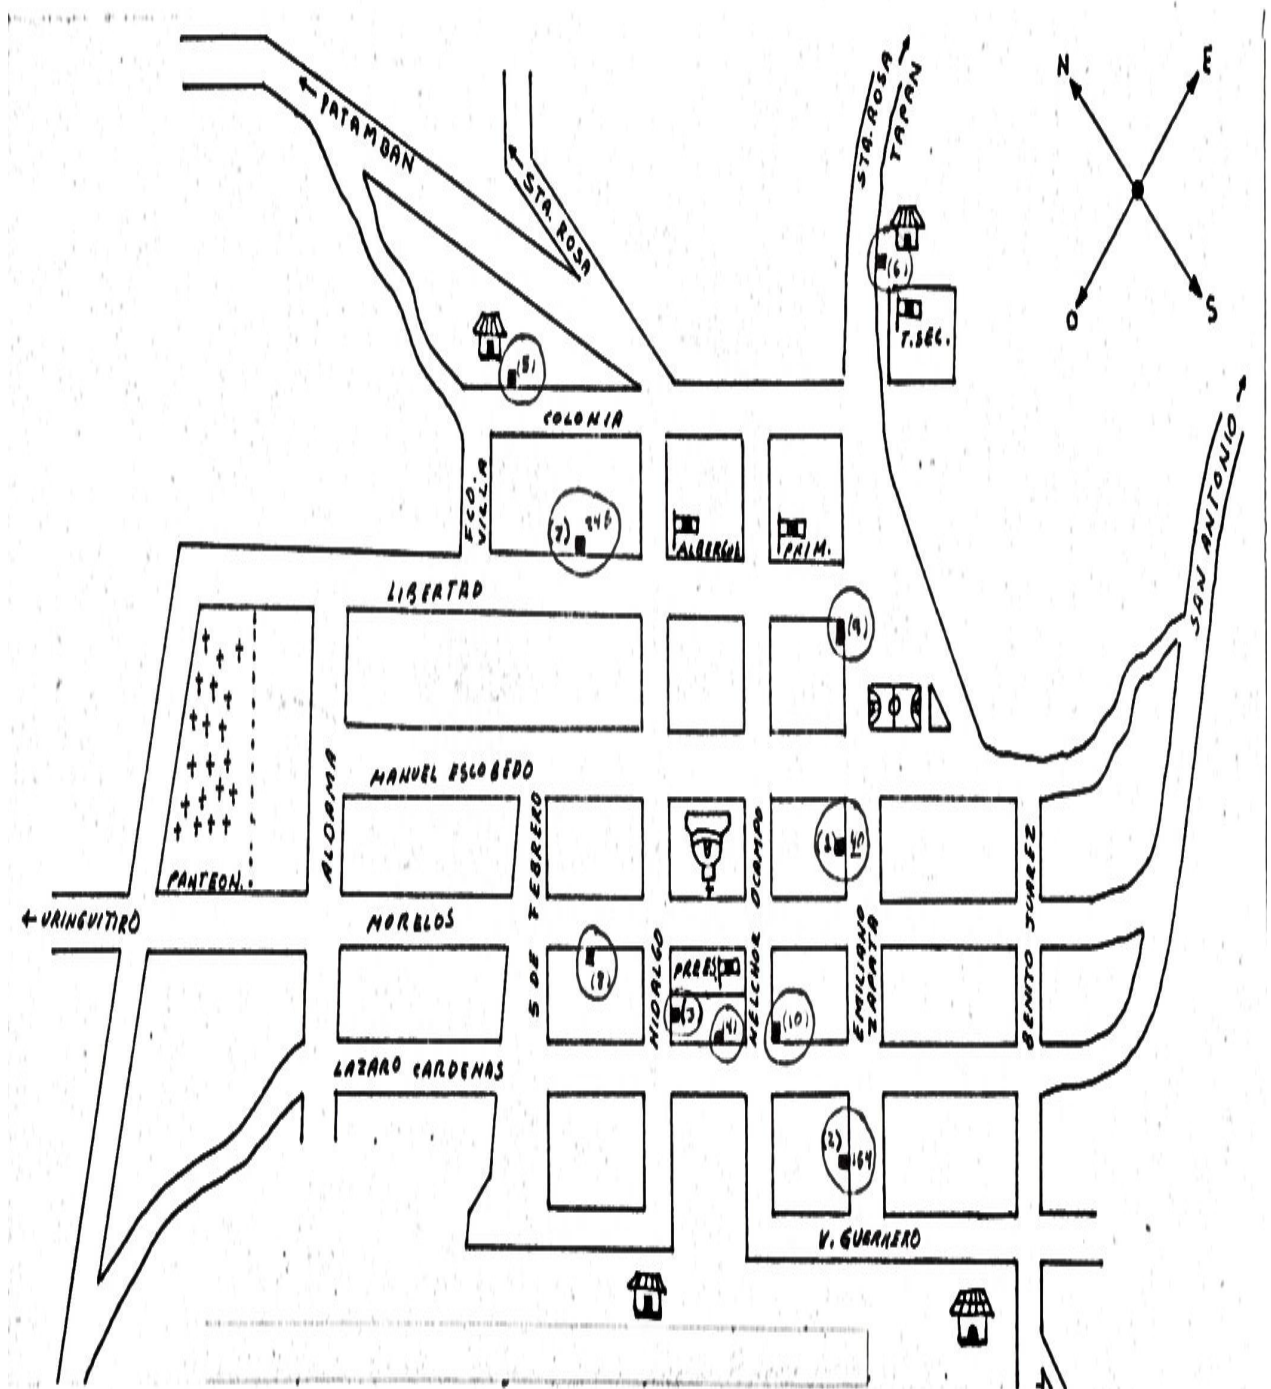 N
E
O
S
← PATAMBAN
← STA. ROSA
STA. ROSA
TAPAN →
(6)
T. SEC.
(5)
COLONIA
FCO.
VILLA
(7) 246
ALBERGUE
PRIM.
SAN ANTONIO →
LIBERTAD
(9)
MANUEL ESCOBEDO
ALDAMA
5 DE FEBRERO
MELCHOR OCAMPO
(1) 40
BENITO JUAREZ
PANTEON.
← URINGUITIRO
MORELOS
(8)
HIDALGO
PREES
(3)
(4)
(10)
EMILIANO
ZAPATA
LAZARO CARDENAS
(2)
164
V. GUERRERO